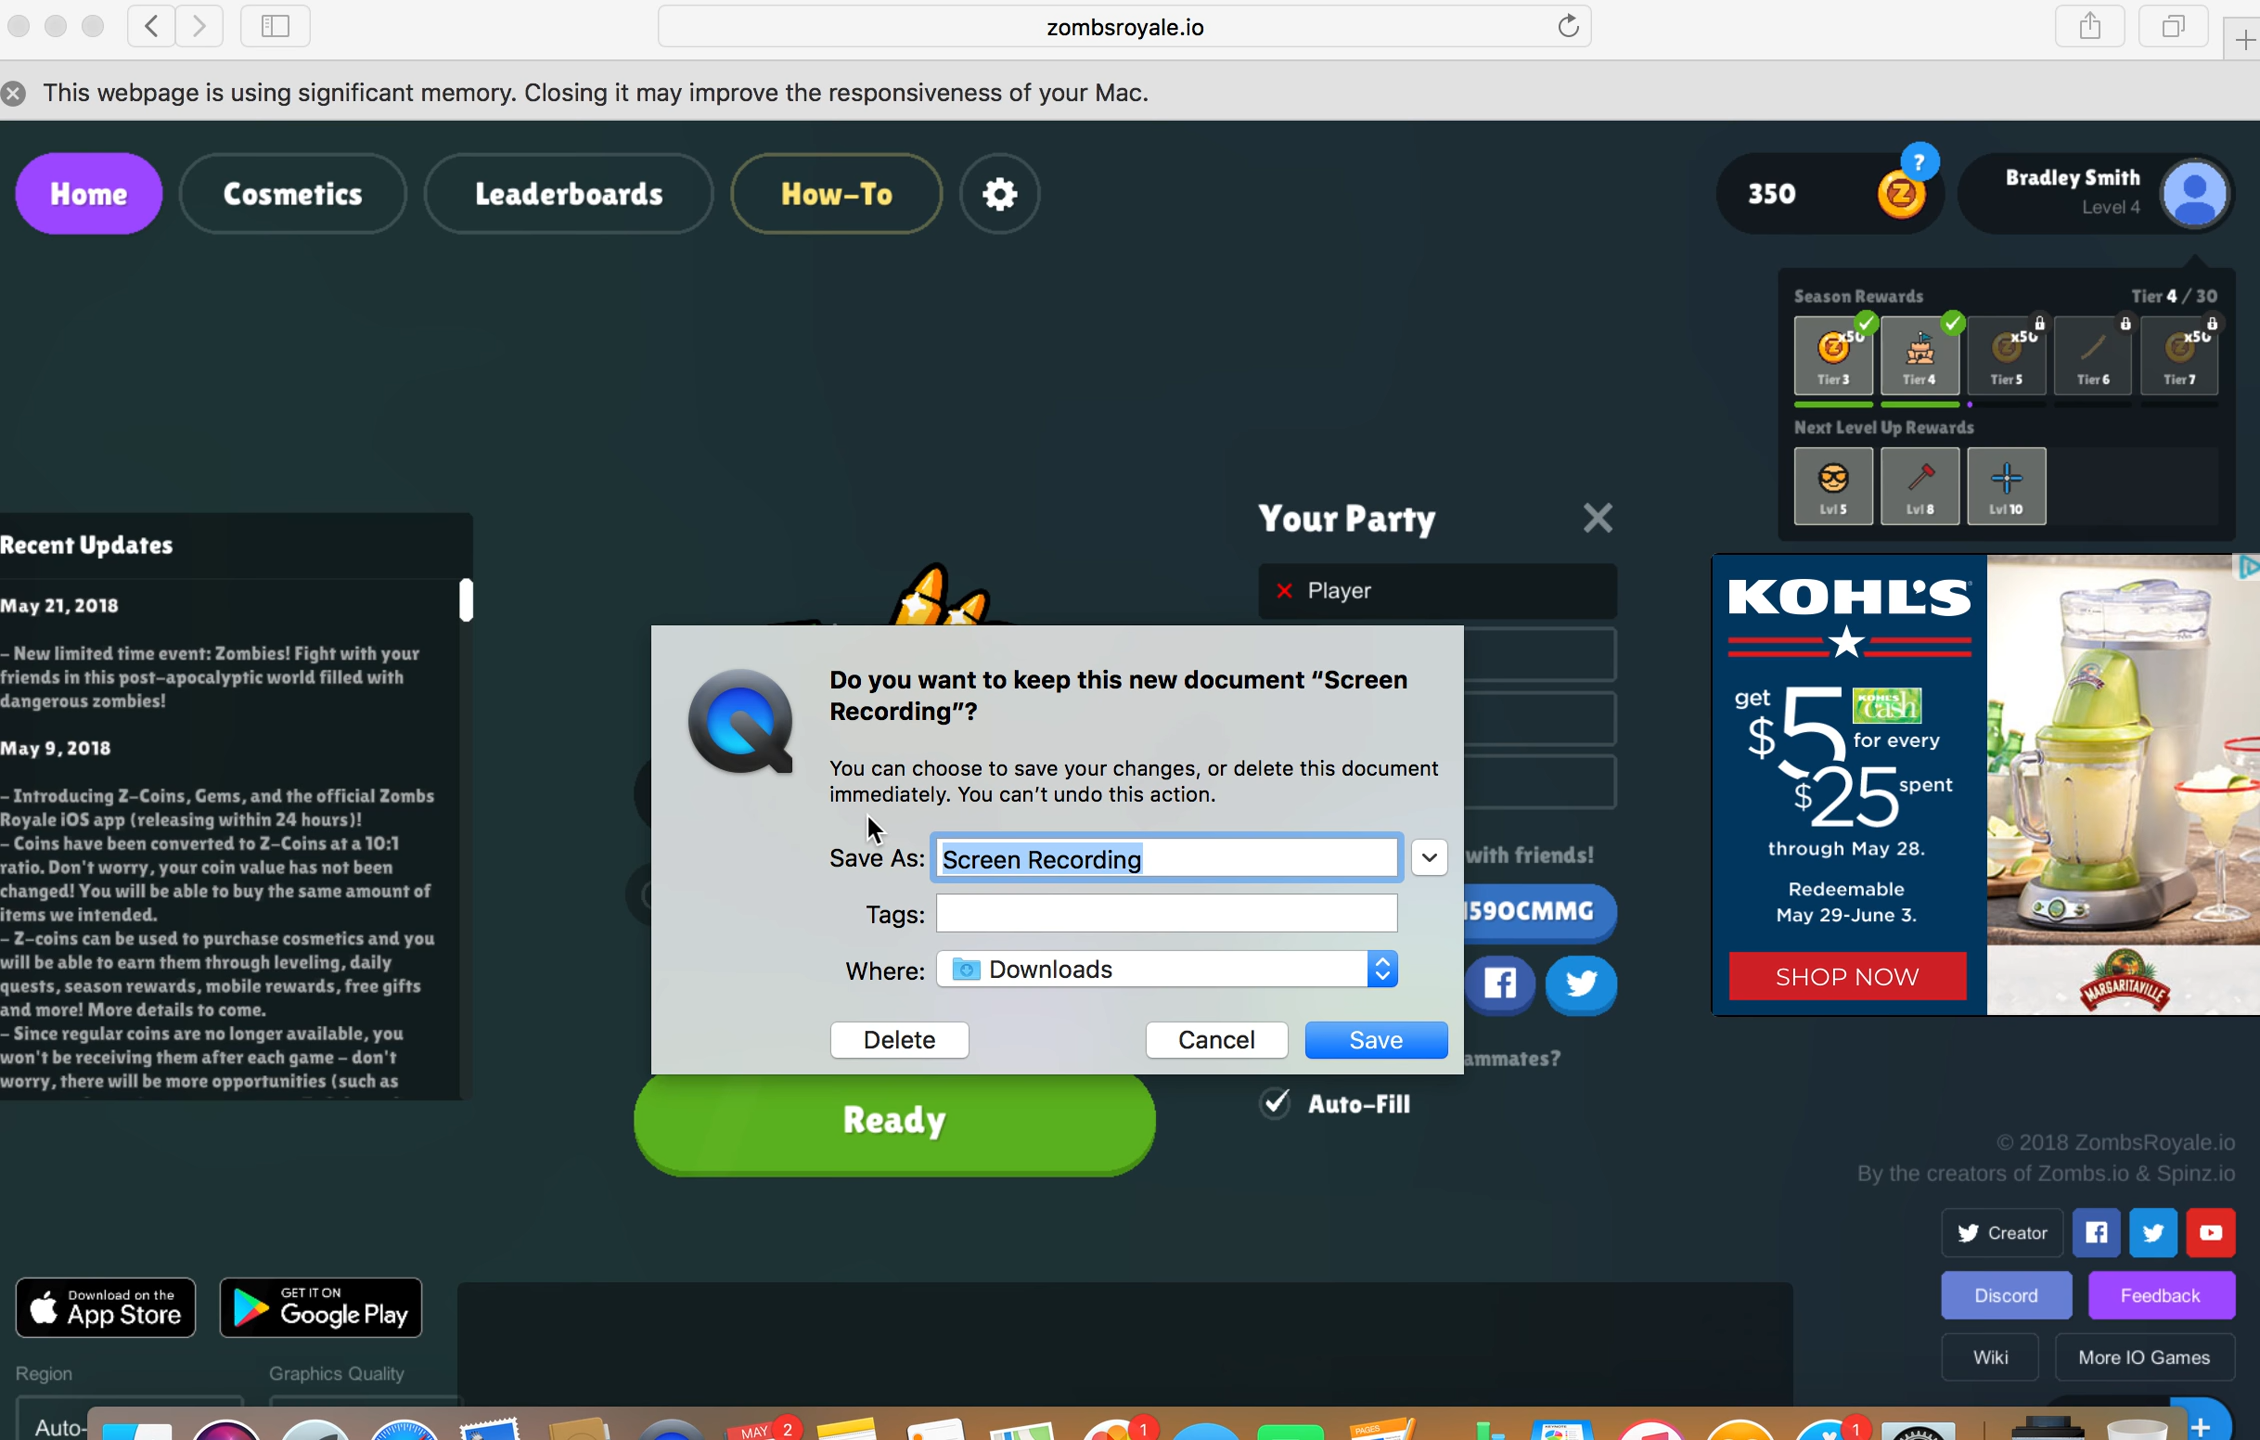 zombsroyale.io
This webpage is using significant memory. Closing it may improve the responsiveness of your Mac.
Home
Cosmetics
Leaderboards
How-To
350
?
Bradley Smith
Level 4
Season Rewards
Tier 4 / 30
x50
Tier 3
Tier 4
x50
Tier 5
Tier 6
x50
Tier 7
Next Level Up Rewards
Lvl 5
Lvl 8
Lvl 10
Recent Updates
May 21, 2018
- New limited time event: Zombies! Fight with your
friends in this post-apocalyptic world filled with
dangerous zombies!
May 9, 2018
- Introducing Z-Coins, Gems, and the official Zombs
Royale iOS app (releasing within 24 hours)!
- Coins have been converted to Z-Coins at a 10:1
ratio. Don't worry, your coin value has not been
changed! You will be able to buy the same amount of
items we intended.
- Z-coins can be used to purchase cosmetics and you
will be able to earn them through leveling, daily
quests, season rewards, mobile rewards, free gifts
and more! More details to come.
- Since regular coins are no longer available, you
won't be receiving them after each game - don't
worry, there will be more opportunities (such as
Your Party
Player
Do you want to keep this new document “Screen
Recording”?
You can choose to save your changes, or delete this document
immediately. You can’t undo this action.
Save As: Screen Recording
Tags:
Where: Downloads
Delete
Cancel
Save
with friends!
590CMMG
ammates?
Auto-Fill
Ready
KOHL'S
get
$5
KOHL'S
cash
for every
$25 spent
through May 28.
Redeemable
May 29-June 3.
SHOP NOW
MARGARITAVILLE
© 2018 ZombsRoyale.io
By the creators of Zombs.io & Spinz.io
Creator
Discord
Feedback
Wiki
More IO Games
Download on the
App Store
GET IT ON
Google Play
Region
Graphics Quality
Auto-
MAY
2
1
PAGES
1